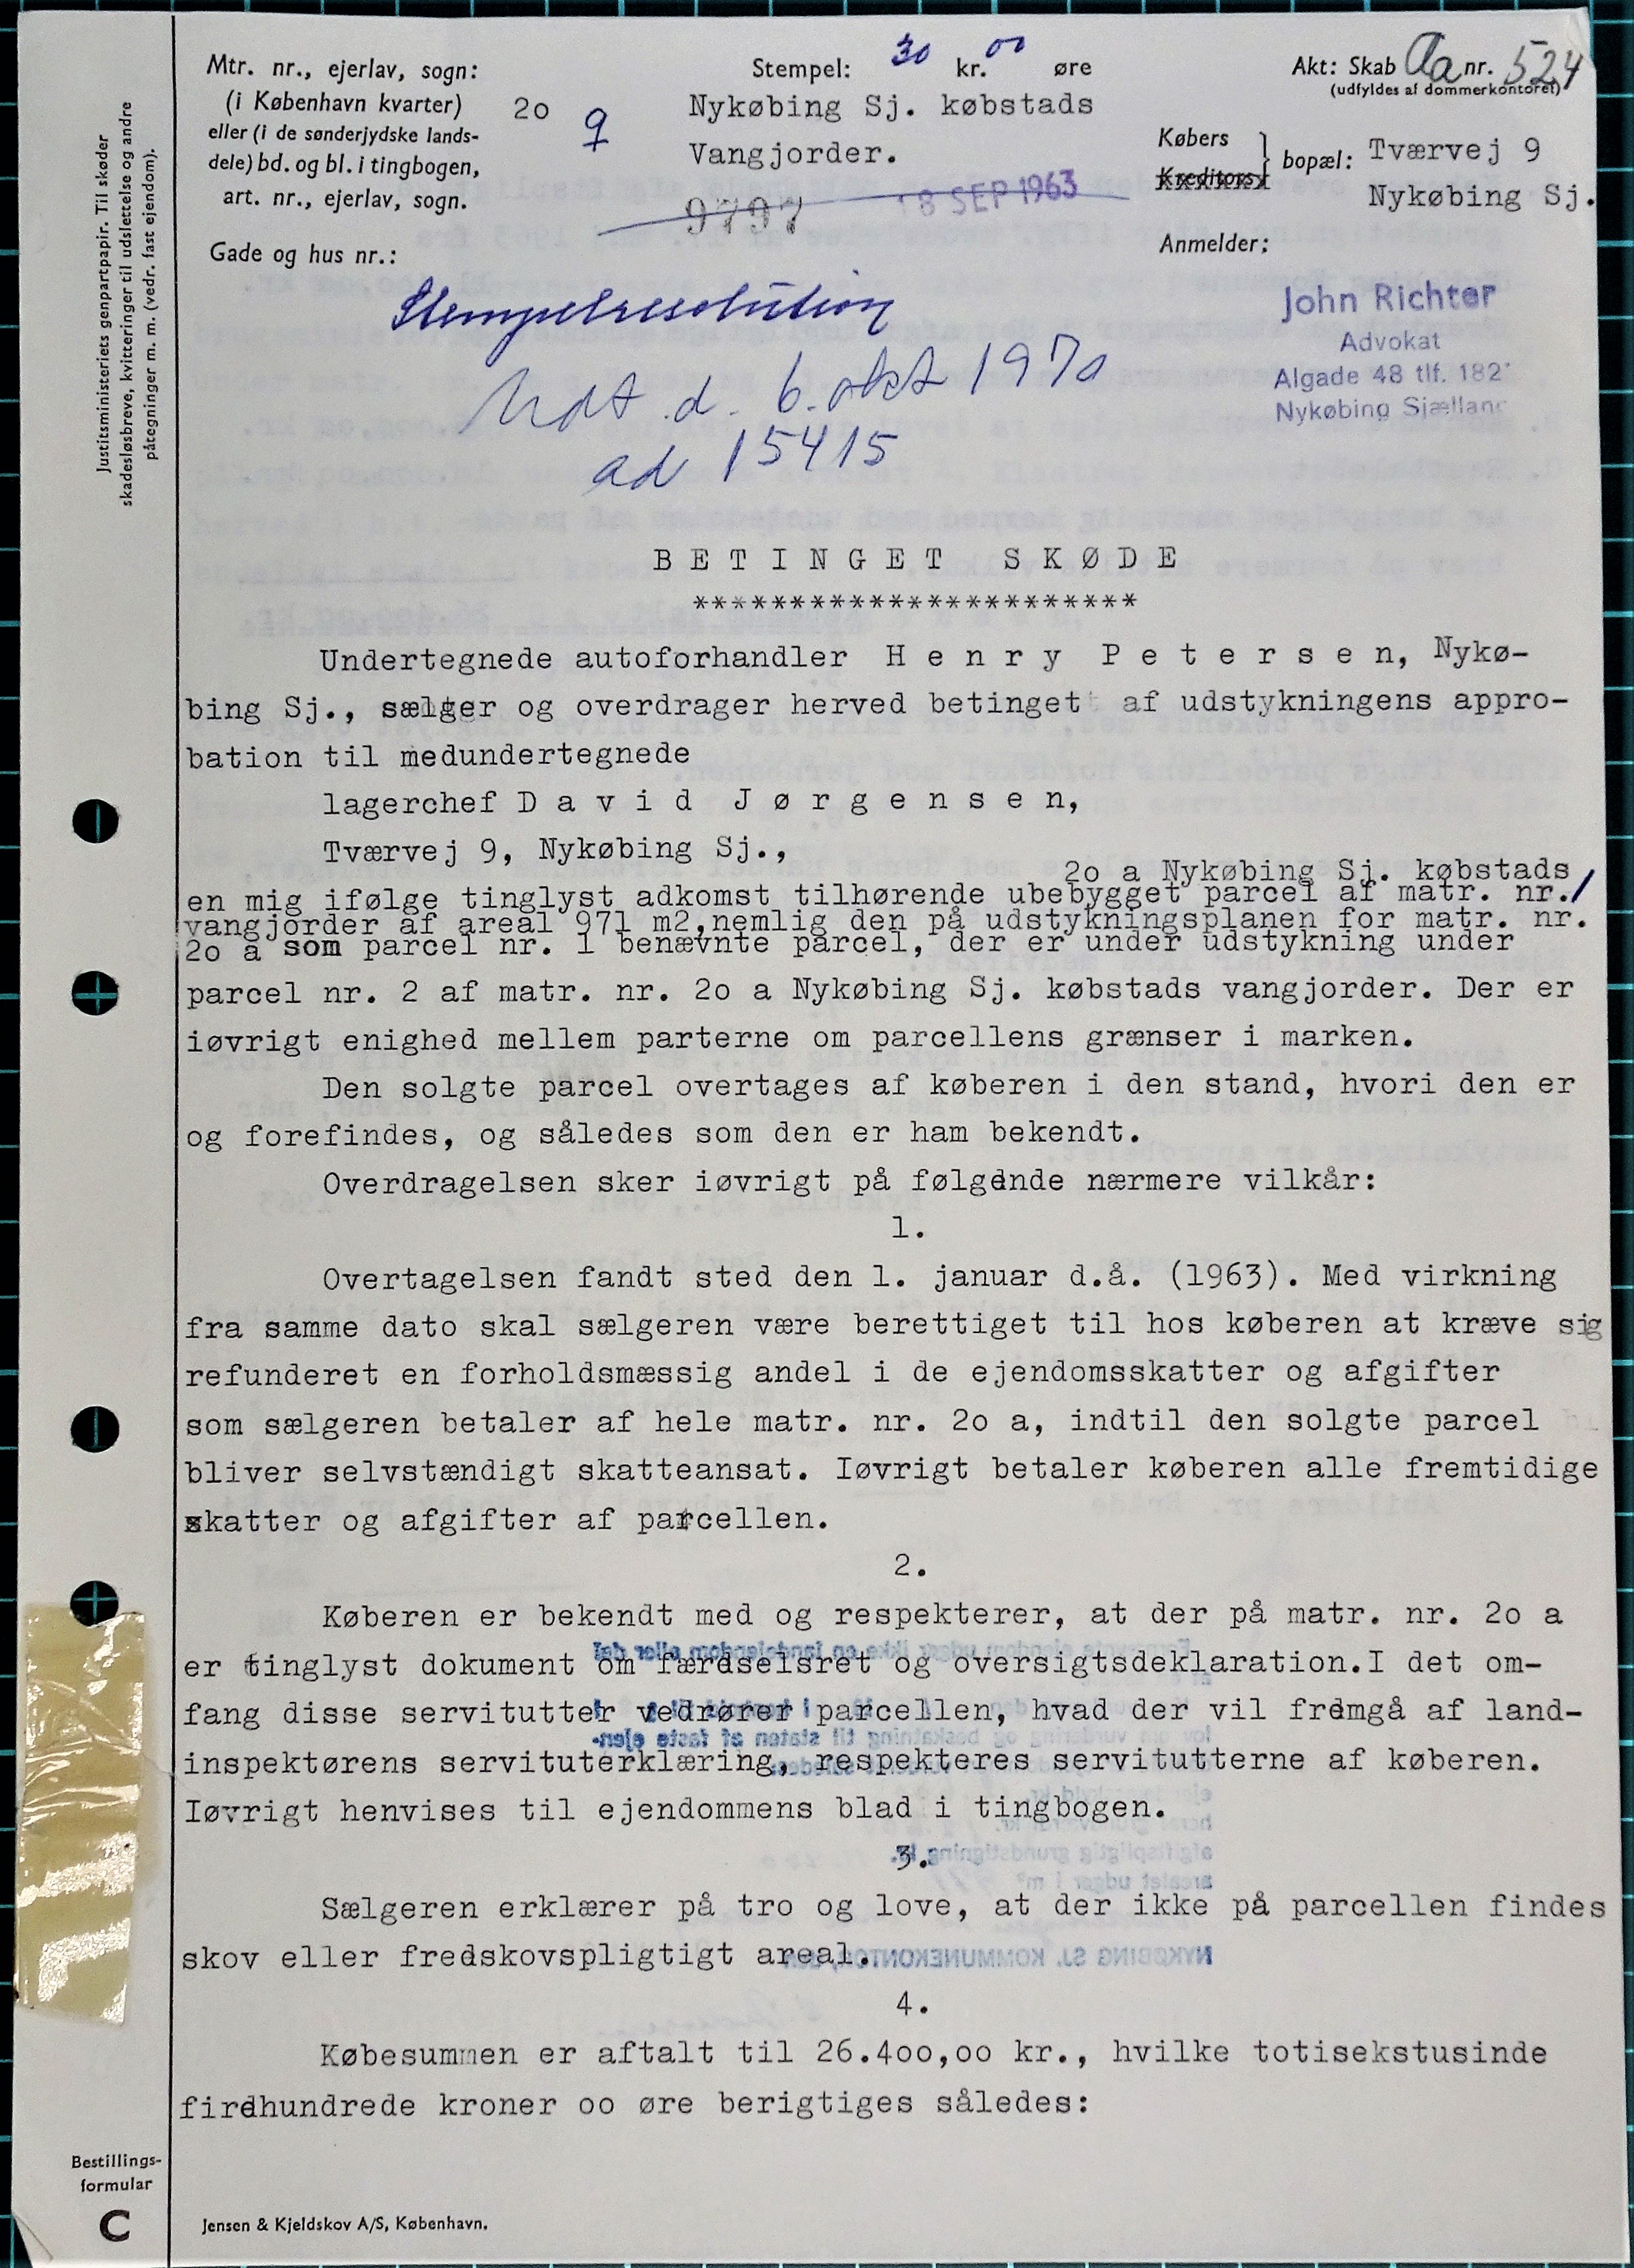 Justitsministeriets genpartpapir. Til skøder
skadesløsbreve, kvitteringer til udslettelse og andre
påtegninger m. m. (vedr. fast ejendom).
Mtr. nr., ejerlav, sogn:
(i København kvarter)
eller (i de sønderjydske lands-
dele) bd. og bl. i tingbogen,
art. nr., ejerlav, sogn.
Gade og hus nr.:
2o q
Stempel: 30 kr. 00 øre
Nykøbing Sj. købstads
Vangjorder.
9797 18 SEP 1963
Akt: Skab Aa nr. 524
(udfyldes af dommerkontoret)
Købers
Kreditors
bopæl: Tværvej 9
Nykøbing Sj.
Anmelder:
John Richter
Advokat
Algade 48 tlf. 182
Nykøbing Sjælland
Stempelresolution
Udst. d. 6. okt 1970
ad 15415
BETINGET SKØDE
***********************
Undertegnede autoforhandler Henry Petersen, Nykø-
bing Sj., sælger og overdrager herved betinget af udstykningens appro-
bation til medundertegnede
lagerchef David Jørgensen,
Tværvej 9, Nykøbing Sj.,
2o a Nykøbing Sj. købstads
en mig ifølge tinglyst adkomst tilhørende ubebygget parcel af matr. nr./
vangjorder af areal 971 m2, nemlig den på udstykningsplanen for matr. nr.
2o a som parcel nr. 1 benævnte parcel, der er under udstykning under
parcel nr. 2 af matr. nr. 2o a Nykøbing Sj. købstads vangjorder. Der er
iøvrigt enighed mellem parterne om parcellens grænser i marken.
Den solgte parcel overtages af køberen i den stand, hvori den er
og forefindes, og således som den er ham bekendt.
Overdragelsen sker iøvrigt på følgende nærmere vilkår:
1.
Overtagelsen fandt sted den 1. januar d.å. (1963). Med virkning
fra samme dato skal sælgeren være berettiget til hos køberen at kræve sig
refunderet en forholdsmæssig andel i de ejendomsskatter og afgifter
som sælgeren betaler af hele matr. nr. 2o a, indtil den solgte parcel
bliver selvstændigt skatteansat. Iøvrigt betaler køberen alle fremtidige
skatter og afgifter af parcellen.
2.
Køberen er bekendt med og respekterer, at der på matr. nr. 2o a
er tinglyst dokument om færdselsret og oversigtsdeklaration. I det om-
fang disse servitutter vedrører parcellen, hvad der vil fremgå af land-
inspektørens servituterklæring, respekteres servitutterne af køberen.
Iøvrigt henvises til ejendommens blad i tingbogen.
3.
Sælgeren erklærer på tro og love, at der ikke på parcellen findes
skov eller fredskovspligtigt areal.
4.
Købesummen er aftalt til 26.4oo,oo kr., hvilke totisekstusinde
firehundrede kroner oo øre berigtiges således:
Bestillings-
formular
C
Jensen & Kjeldskov A/S, København.